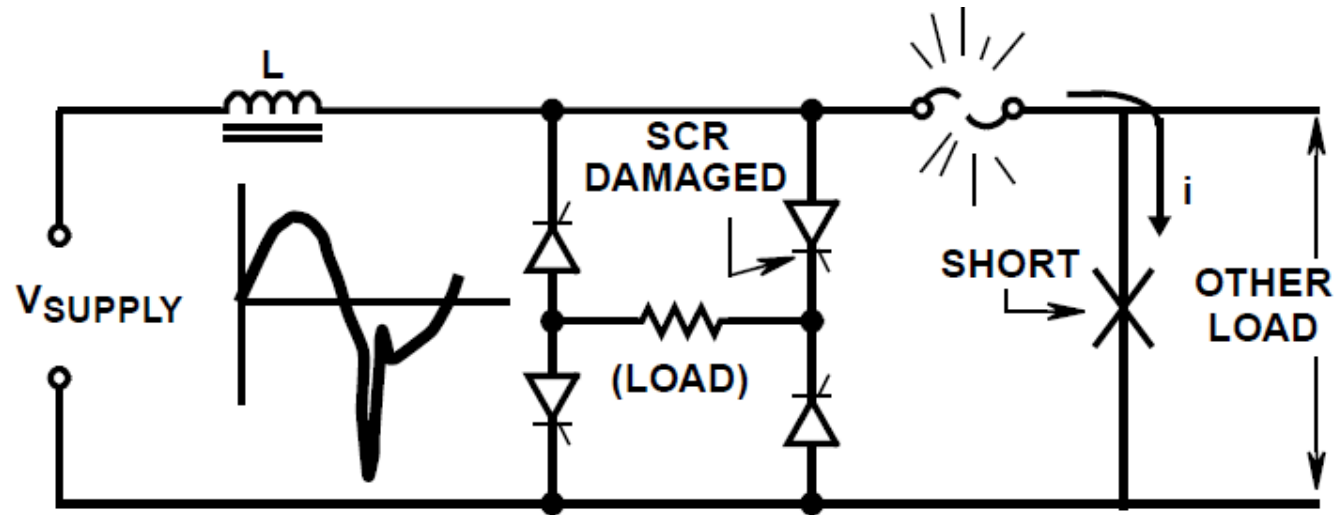 L
SCR
DAMAGED
VSUPPLY
(LOAD)
SHORT
i
OTHER
LOAD